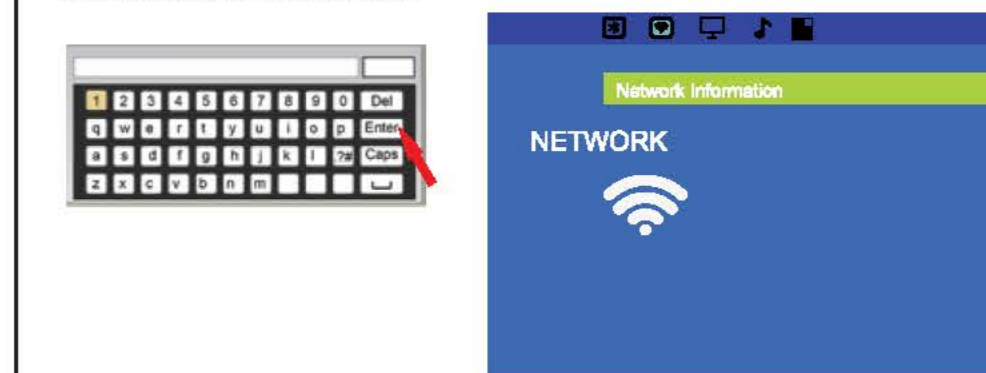 1 2 3 4 5 6 7 8 9 0 Del
q w e r t y u i o p Enter
a s d f g h j k l ?# Caps
z x c v b n m
Network Information
NETWORK